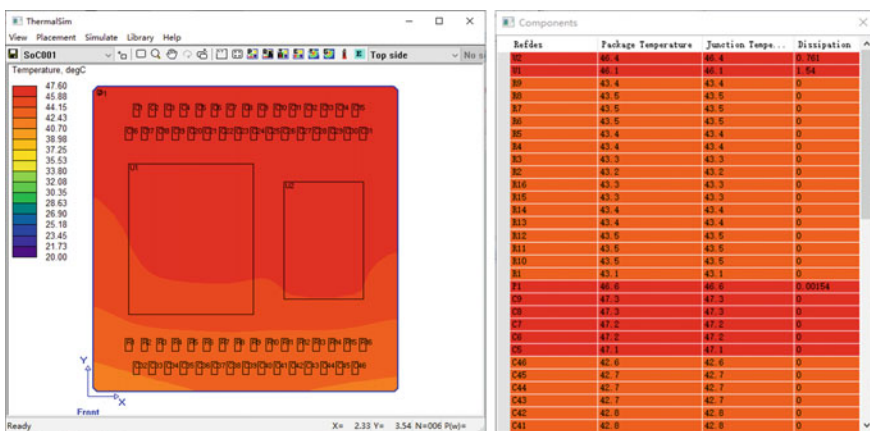 ThermalSim
View Placement Simulate Library Help
SoC001 Top side No s
Temperature, degC
47.60
45.88
44.15
42.43
40.70
38.98
37.25
35.53
33.80
32.08
30.35
28.63
26.90
25.18
23.45
21.73
20.00
U1
U2
Y
X
Front
Ready X= 2.33 Y= 3.54 N=006 P(w)=
Components
Refdes Package Temperature Junction Tempe... Dissipation
U2 46.4 46.4 0.761
U1 46.1 46.1 1.54
R9 43.4 43.4 0
R8 43.5 43.5 0
R7 43.5 43.5 0
R6 43.5 43.5 0
R5 43.4 43.4 0
R4 43.4 43.4 0
R3 43.3 43.3 0
R2 43.2 43.2 0
R16 43.3 43.3 0
R15 43.3 43.3 0
R14 43.4 43.4 0
R13 43.4 43.4 0
R12 43.5 43.5 0
R11 43.5 43.5 0
R10 43.5 43.5 0
R1 43.1 43.1 0
46.6 46.6 0.00154
C9 47.3 47.3 0
C8 47.3 47.3 0
C7 47.2 47.2 0
C6 47.2 47.2 0
C5 47.1 47.1 0
C46 42.6 42.6 0
C45 42.7 42.7 0
C44 42.7 42.7 0
C43 42.7 42.7 0
C42 42.8 42.8 0
C41 42.8 42.8 0